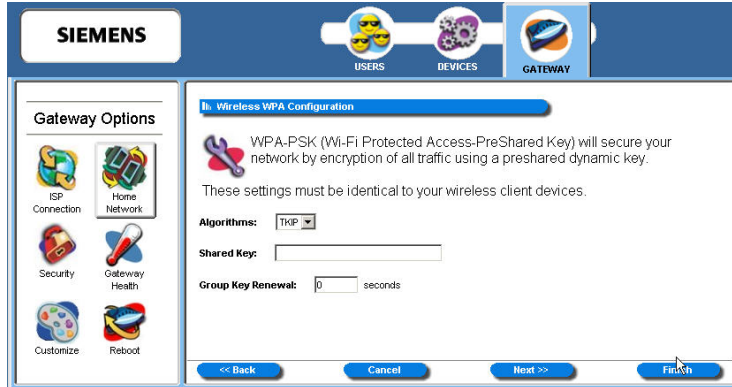 SIEMENS
USERS
DEVICES
GATEWAY
Gateway Options
ISP
Connection
Home
Network
Security
Gateway
Health
Customize
Reboot
Wireless WPA Configuration
WPA-PSK (Wi-Fi Protected Access-PreShared Key) will secure your
network by encryption of all traffic using a preshared dynamic key.
These settings must be identical to your wireless client devices.
Algorithms: TKIP
Shared Key:
Group Key Renewal: 0 seconds
<< Back
Cancel
Next >>
Finish